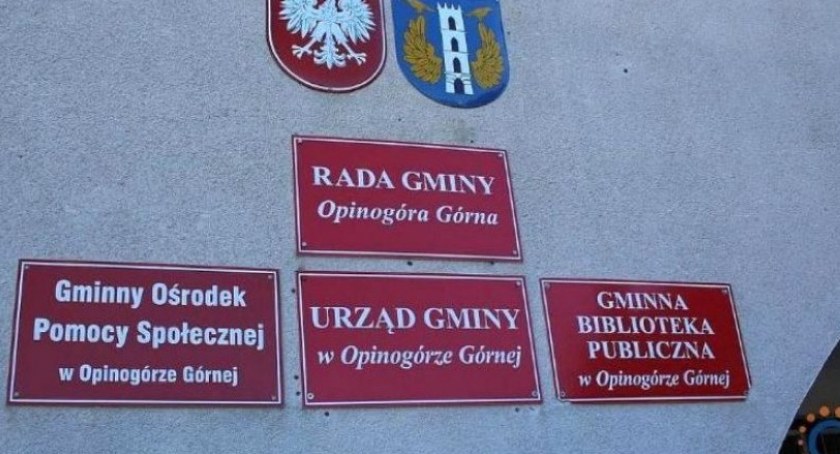 RADA GMINY
Opinogóra Górna
Gminny Ośrodek
Pomocy Społecznej
w Opinogórze Górnej
URZĄD GMINY
w Opinogórze Górnej
GMINNA
BIBLIOTEKA
PUBLICZNA
w Opinogórze Górnej